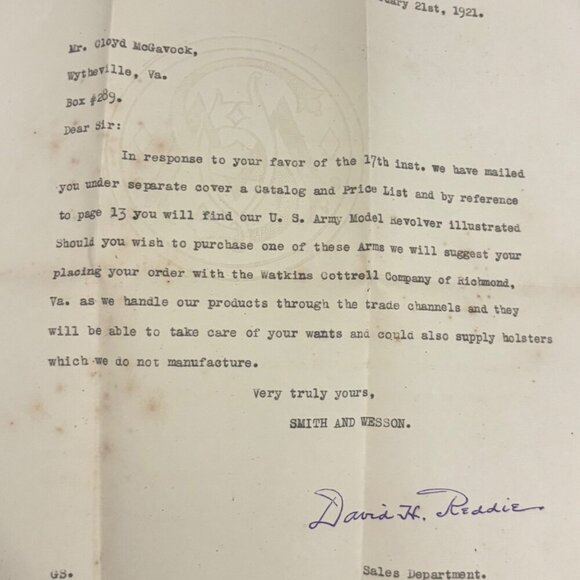 21st, 1921.
Mr. Cloyd McGavock,
Wytheville, Va.
Box #289.
Dear Sir:
In response to your favor of the 17th inst. we have mailed
you under separate cover a Catalog and Price List and by reference
to page 13 you will find our U. S. Army Model Revolver illustrated
Should you wish to purchase one of these Arms we will suggest your
placing your order with the Watkins Cottrell Company of Richmond,
Va. as we handle our products through the trade channels and they
will be able to take care of your wants and could also supply holsters
which we do not manufacture.
Very truly yours,
SMITH AND WESSON.
David H. Reddie.
GS.
Sales Department.